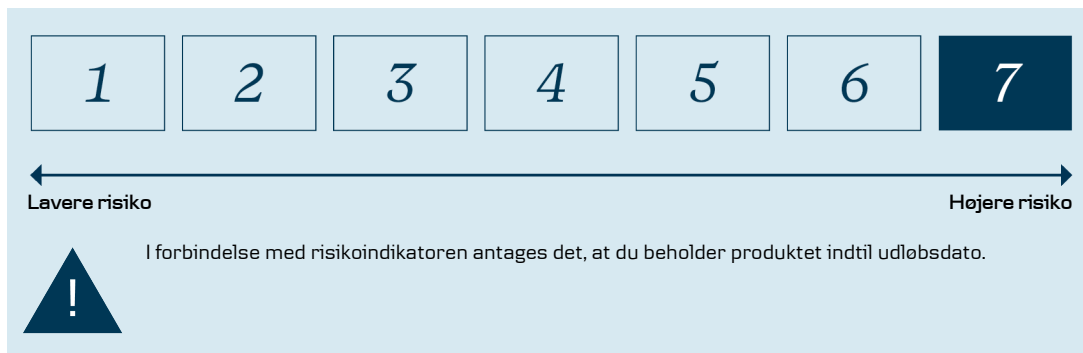 1 2 3 4 5 6 7
Lavere risiko Højere risiko
I forbindelse med risikoindikatoren antages det, at du beholder produktet indtil udløbsdato.
!